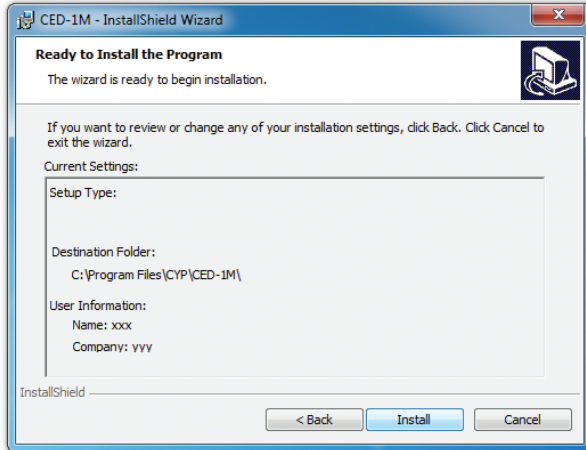 CED-1M - InstallShield Wizard
Ready to Install the Program
The wizard is ready to begin installation.
If you want to review or change any of your installation settings, click Back. Click Cancel to
exit the wizard.
Current Settings:
Setup Type:
Destination Folder:
C:\Program Files\CYP\CED-1M\
User Information:
Name: xxx
Company: yyy
InstallShield
< Back
Install
Cancel